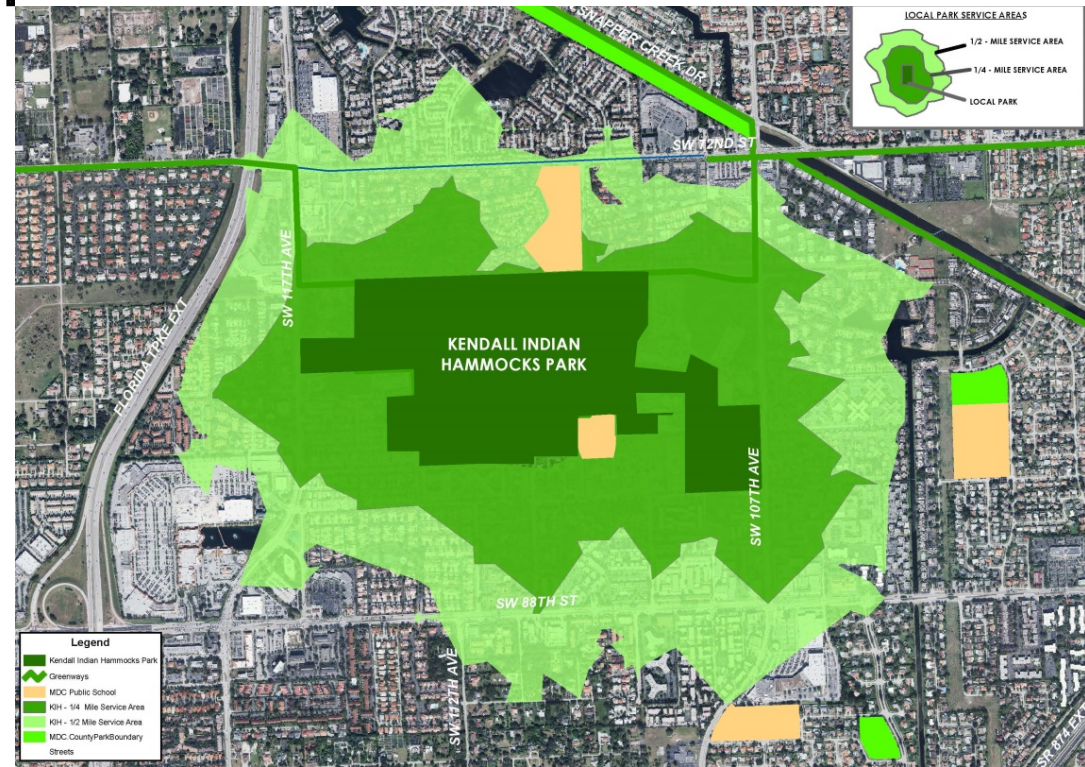 SNAPPER CREEK DR
LOCAL PARK SERVICE AREAS
1/2 - MILE SERVICE AREA
1/4 - MILE SERVICE AREA
LOCAL PARK
SW 72ND ST
SW 117TH AVE
FLORIDA TPKE EXT
KENDALL INDIAN
HAMMOCKS PARK
SW 107TH AVE
SW 88TH ST
SW 112TH AVE
SR 874 EX
Legend
Kendall Indian Hammocks Park
Greenways
MDC Public School
KIH - 1/4 Mile Service Area
KIH - 1/2 Mile Service Area
MDC.CountyParkBoundary
Streets